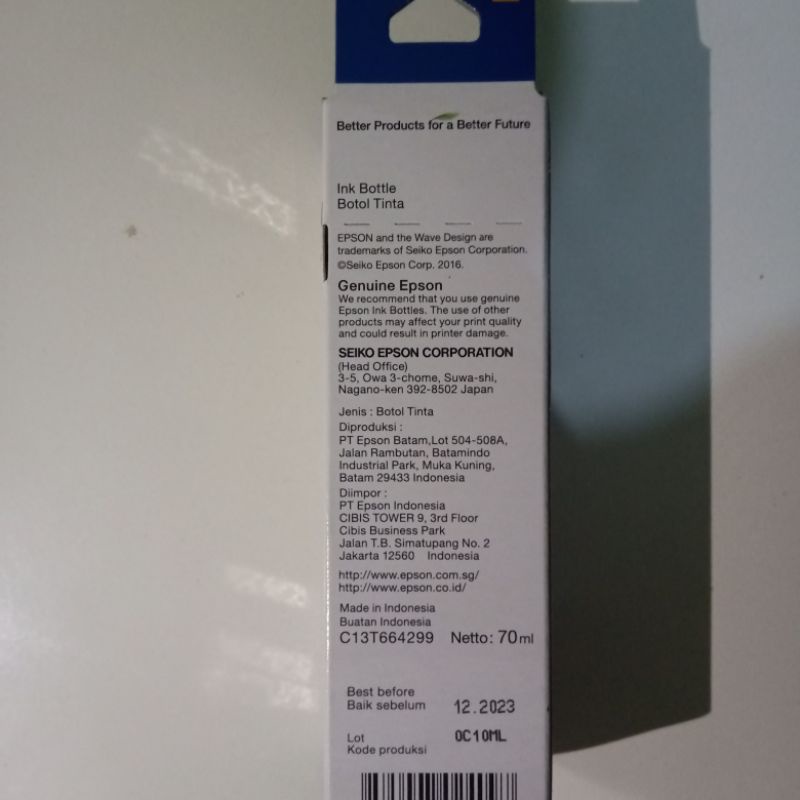 Better Products for a Better Future
Ink Bottle
Botol Tinta
EPSON and the Wave Design are
trademarks of Seiko Epson Corporation.
©Seiko Epson Corp. 2016.
Genuine Epson
We recommend that you use genuine
Epson Ink Bottles. The use of other
products may affect your print quality
and could result in printer damage.
SEIKO EPSON CORPORATION
(Head Office)
3-5, Owa 3-chome, Suwa-shi,
Nagano-ken 392-8502 Japan
Jenis : Botol Tinta
Diproduksi :
PT Epson Batam,Lot 504-508A,
Jalan Rambutan, Batamindo
Industrial Park, Muka Kuning,
Batam 29433 Indonesia
Diimpor :
PT Epson Indonesia
CIBIS TOWER 9, 3rd Floor
Cibis Business Park
Jalan T.B. Simatupang No. 2
Jakarta 12560 Indonesia
http://www.epson.com.sg/
http://www.epson.co.id/
Made in Indonesia
Buatan Indonesia
C13T664299 Netto: 70ml
Best before
Baik sebelum 12.2023
Lot 0C10ML
Kode produksi